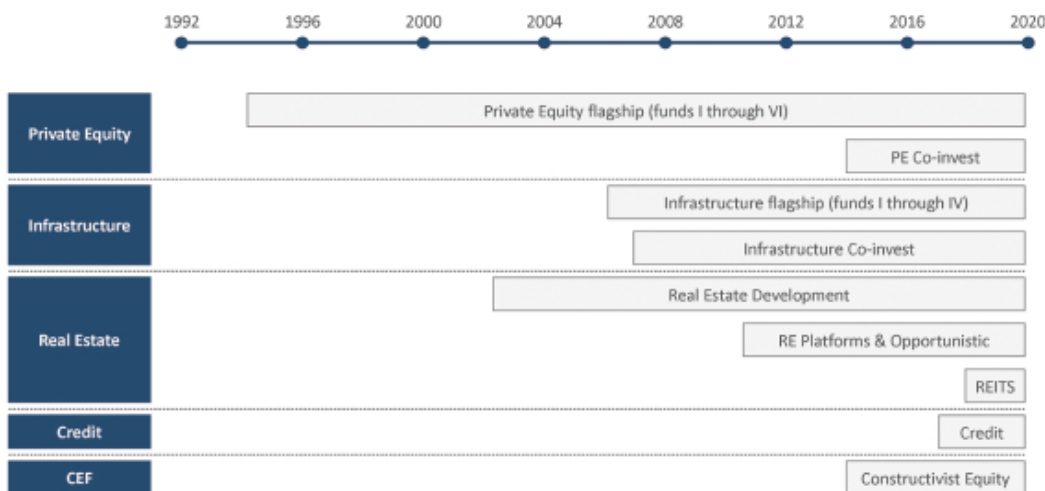 1992 1996 2000 2004 2008 2012 2016 2020
Private Equity flagship (funds I through VI)
Private Equity
PE Co-invest
Infrastructure flagship (funds I through IV)
Infrastructure
Infrastructure Co-invest
Real Estate Development
Real Estate
RE Platforms & Opportunistic
REITS
Credit
Credit
CEF
Constructivist Equity